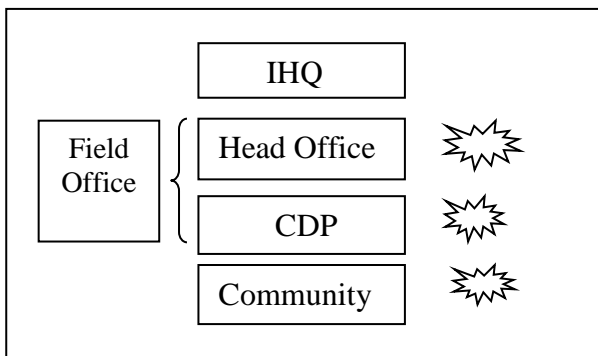 IHQ
Field
Office
Head Office
CDP
Community